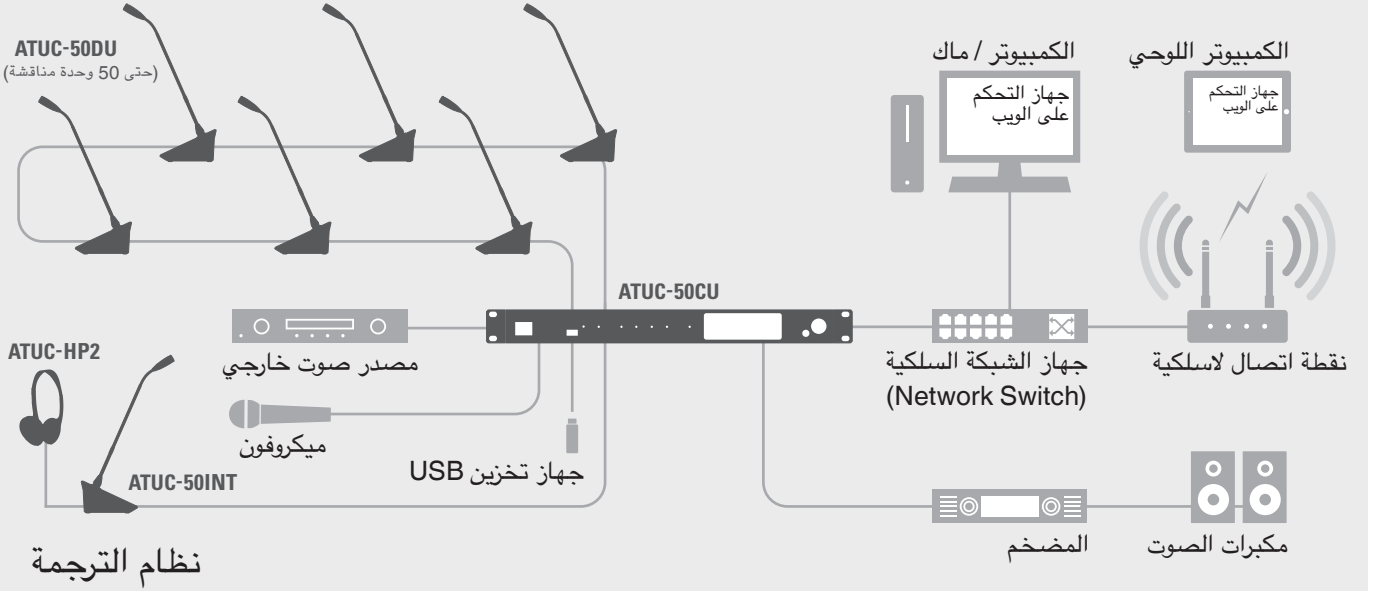 ATUC-50DU
(حتى 50 وحدة مناقشة)
الكمبيوتر / ماك
جهاز التحكم
على الويب
الكمبيوتر اللوحي
جهاز التحكم
على الويب
ATUC-50CU
مصدر صوت خارجي
جهاز الشبكة السلكية
(Network Switch)
نقطة اتصال لاسلكية
ATUC-HP2
ميكروفون
جهاز تخزين USB
ATUC-50INT
المضخم
مكبرات الصوت
نظام الترجمة